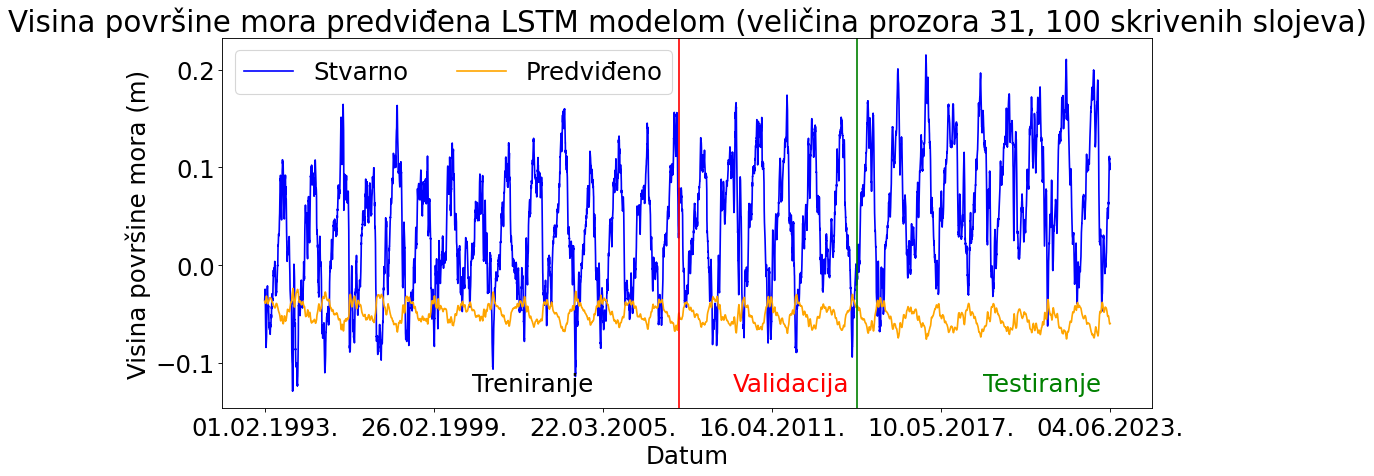 Visina površine mora predviđena LSTM modelom (veličina prozora 31, 100 skrivenih slojeva)
Stvarno Predviđeno
Visina površine mora (m)
0.2
0.1
0.0
−0.1
Treniranje Validacija Testiranje
01.02.1993. 26.02.1999. 22.03.2005. 16.04.2011. 10.05.2017. 04.06.2023.
Datum